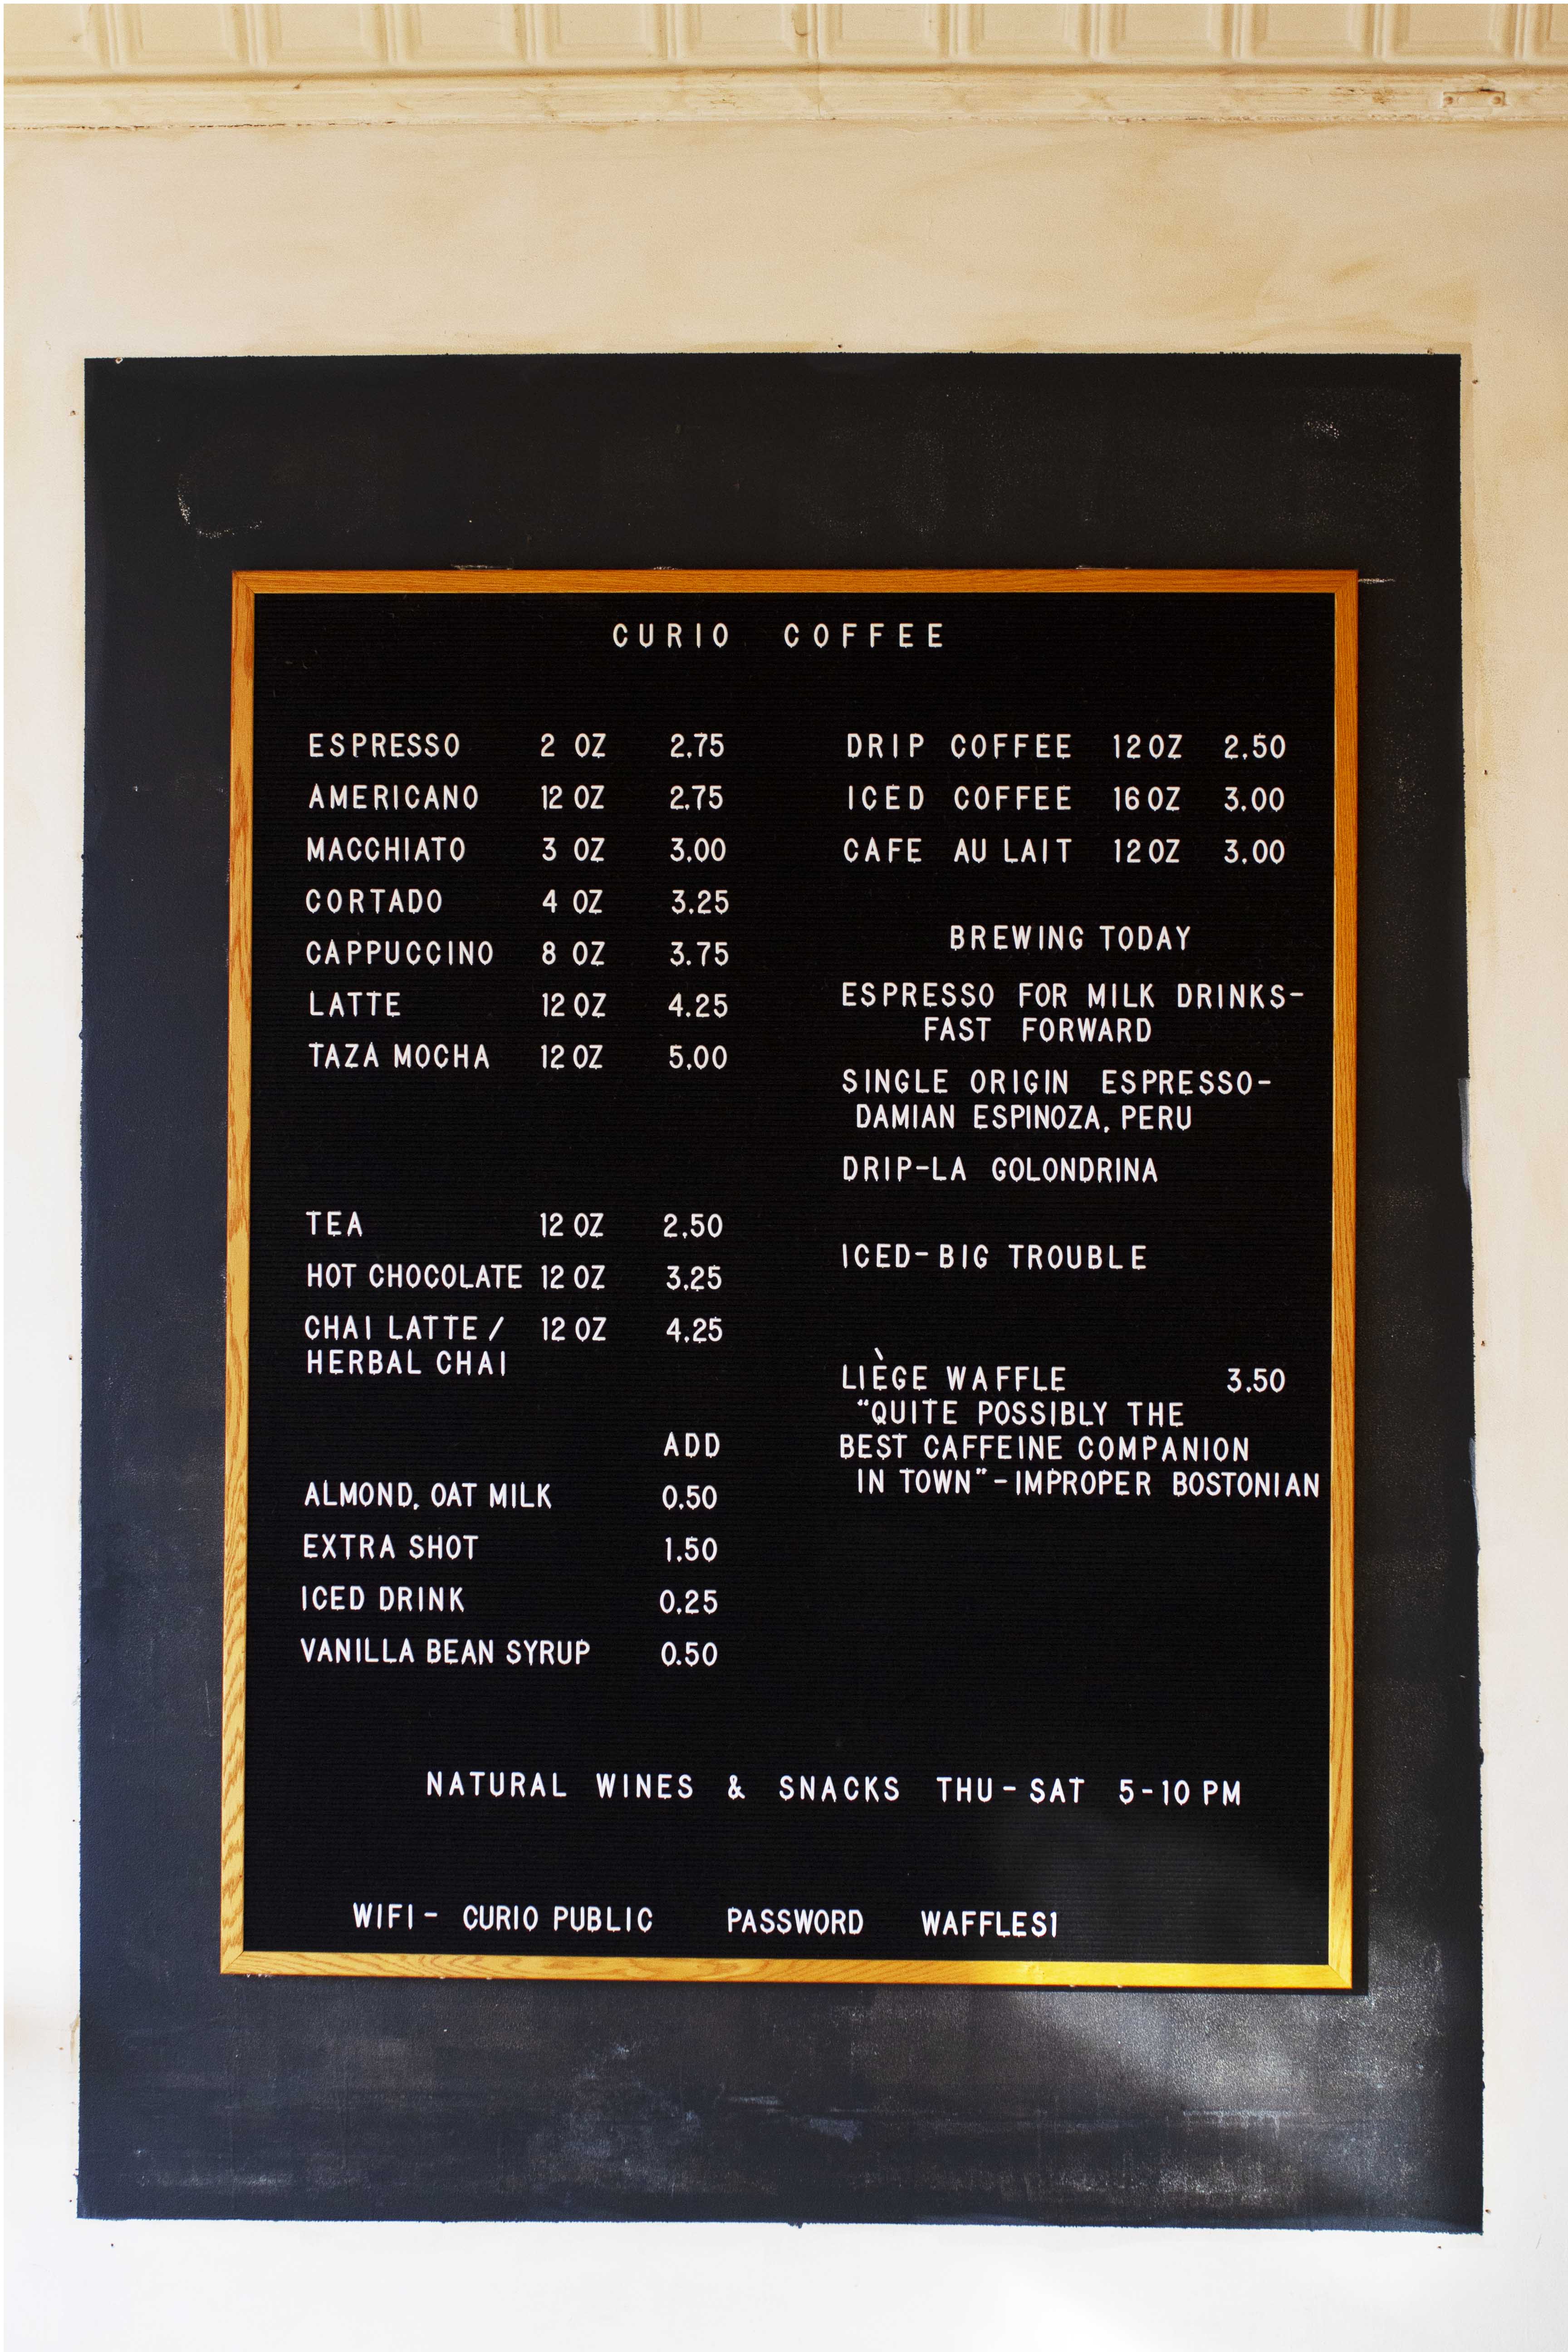 CURIO COFFEE
ESPRESSO 2 OZ 2.75
AMERICANO 12 OZ 2.75
MACCHIATO 3 OZ 3.00
CORTADO 4 OZ 3.25
CAPPUCCINO 8 OZ 3.75
LATTE 12 OZ 4.25
TAZA MOCHA 12 OZ 5.00
TEA 12 OZ 2.50
HOT CHOCOLATE 12 OZ 3.25
CHAI LATTE / 12 OZ 4.25
HERBAL CHAI
ADD
ALMOND, OAT MILK 0.50
EXTRA SHOT 1.50
ICED DRINK 0.25
VANILLA BEAN SYRUP 0.50
DRIP COFFEE 12 OZ 2.50
ICED COFFEE 16 OZ 3.00
CAFE AU LAIT 12 OZ 3.00
BREWING TODAY
ESPRESSO FOR MILK DRINKS-
FAST FORWARD
SINGLE ORIGIN ESPRESSO-
DAMIAN ESPINOZA, PERU
DRIP-LA GOLONDRINA
ICED-BIG TROUBLE
LIÈGE WAFFLE 3.50
"QUITE POSSIBLY THE
BEST CAFFEINE COMPANION
IN TOWN"-IMPROPER BOSTONIAN
NATURAL WINES & SNACKS THU-SAT 5-10 PM
WIFI- CURIO PUBLIC PASSWORD WAFFLES1